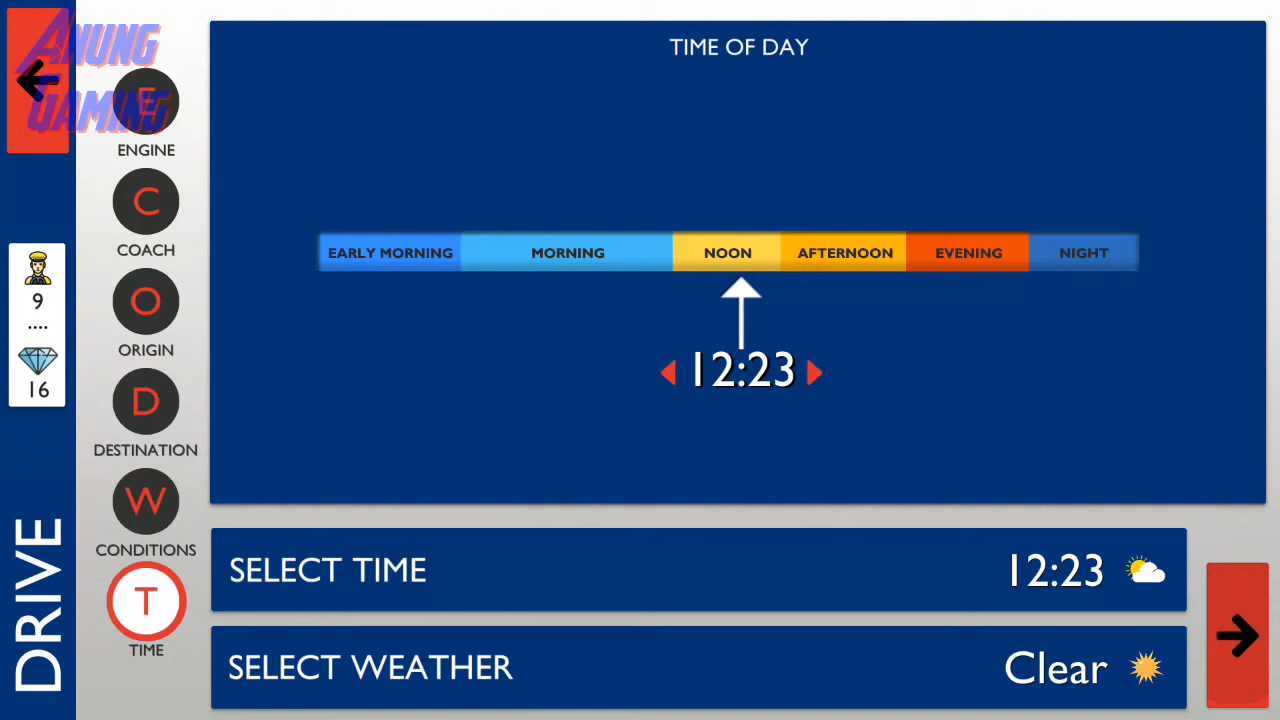 ANUNG
GAMING
E
ENGINE
C
COACH
O
ORIGIN
D
DESTINATION
W
CONDITIONS
T
TIME
9
....
16
DRIVE
TIME OF DAY
EARLY MORNING MORNING NOON AFTERNOON EVENING NIGHT
12:23
SELECT TIME 12:23
SELECT WEATHER Clear